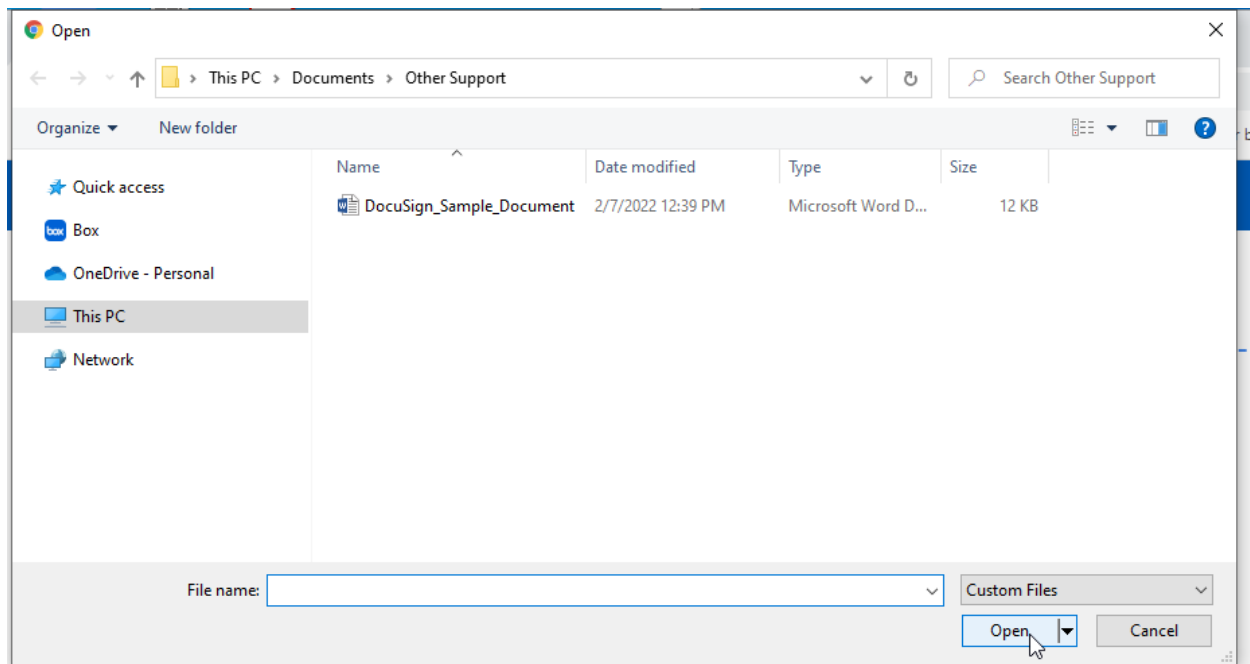 Open
This PC > Documents > Other Support Search Other Support
Organize New folder ?
Name Date modified Type Size
Quick access
DocuSign_Sample_Document 2/7/2022 12:39 PM Microsoft Word D... 12 KB
box Box
OneDrive - Personal
This PC
Network
File name: Custom Files
Open Cancel